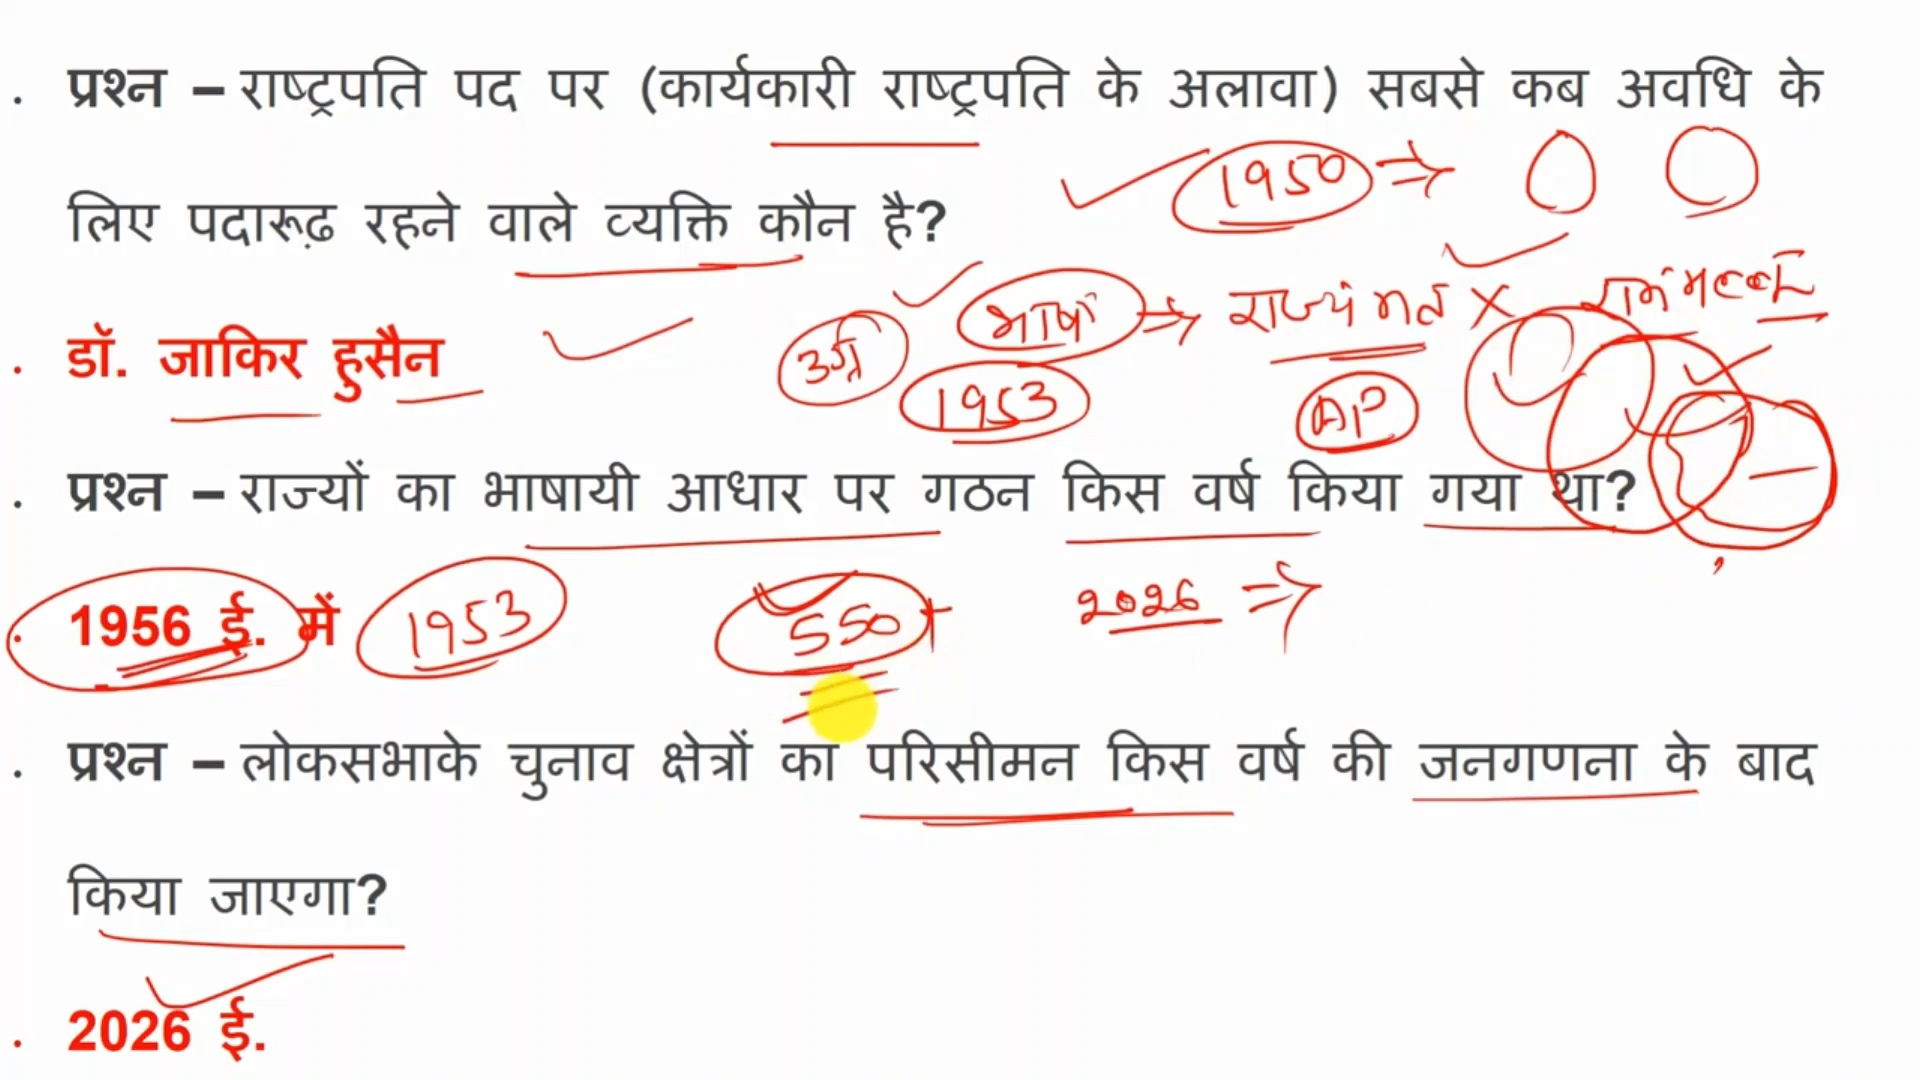 . प्रश्न – राष्ट्रपति पद पर (कार्यकारी राष्ट्रपति के अलावा) सबसे कब अवधि के
लिए पदारूढ़ रहने वाले व्यक्ति कौन है?
1950
. डॉ. जाकिर हुसैन
भाषा
1953
AP
. प्रश्न – राज्यों का भाषायी आधार पर गठन किस वर्ष किया गया था?
. 1956 ई. में
1953
550+
2026
. प्रश्न – लोकसभाके चुनाव क्षेत्रों का परिसीमन किस वर्ष की जनगणना के बाद
किया जाएगा?
. 2026 ई.